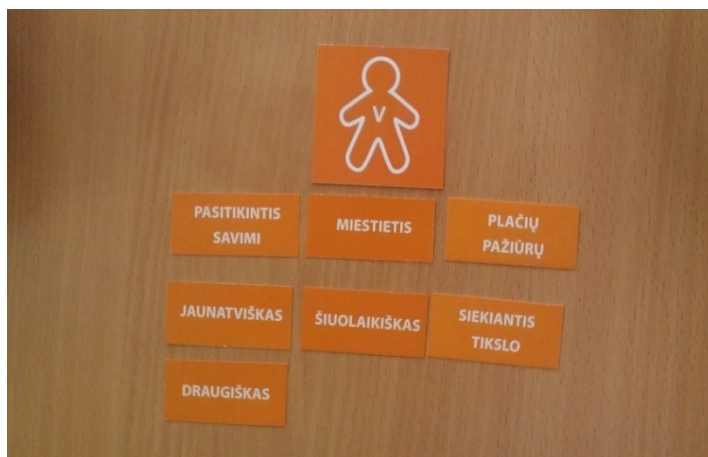 V
PASITIKINTIS
SAVIMI
MIESTIETIS
PLAČIŲ
PAŽIŪRŲ
JAUNATVIŠKAS
ŠIUOLAIKIŠKAS
SIEKIANTIS
TIKSLO
DRAUGIŠKAS